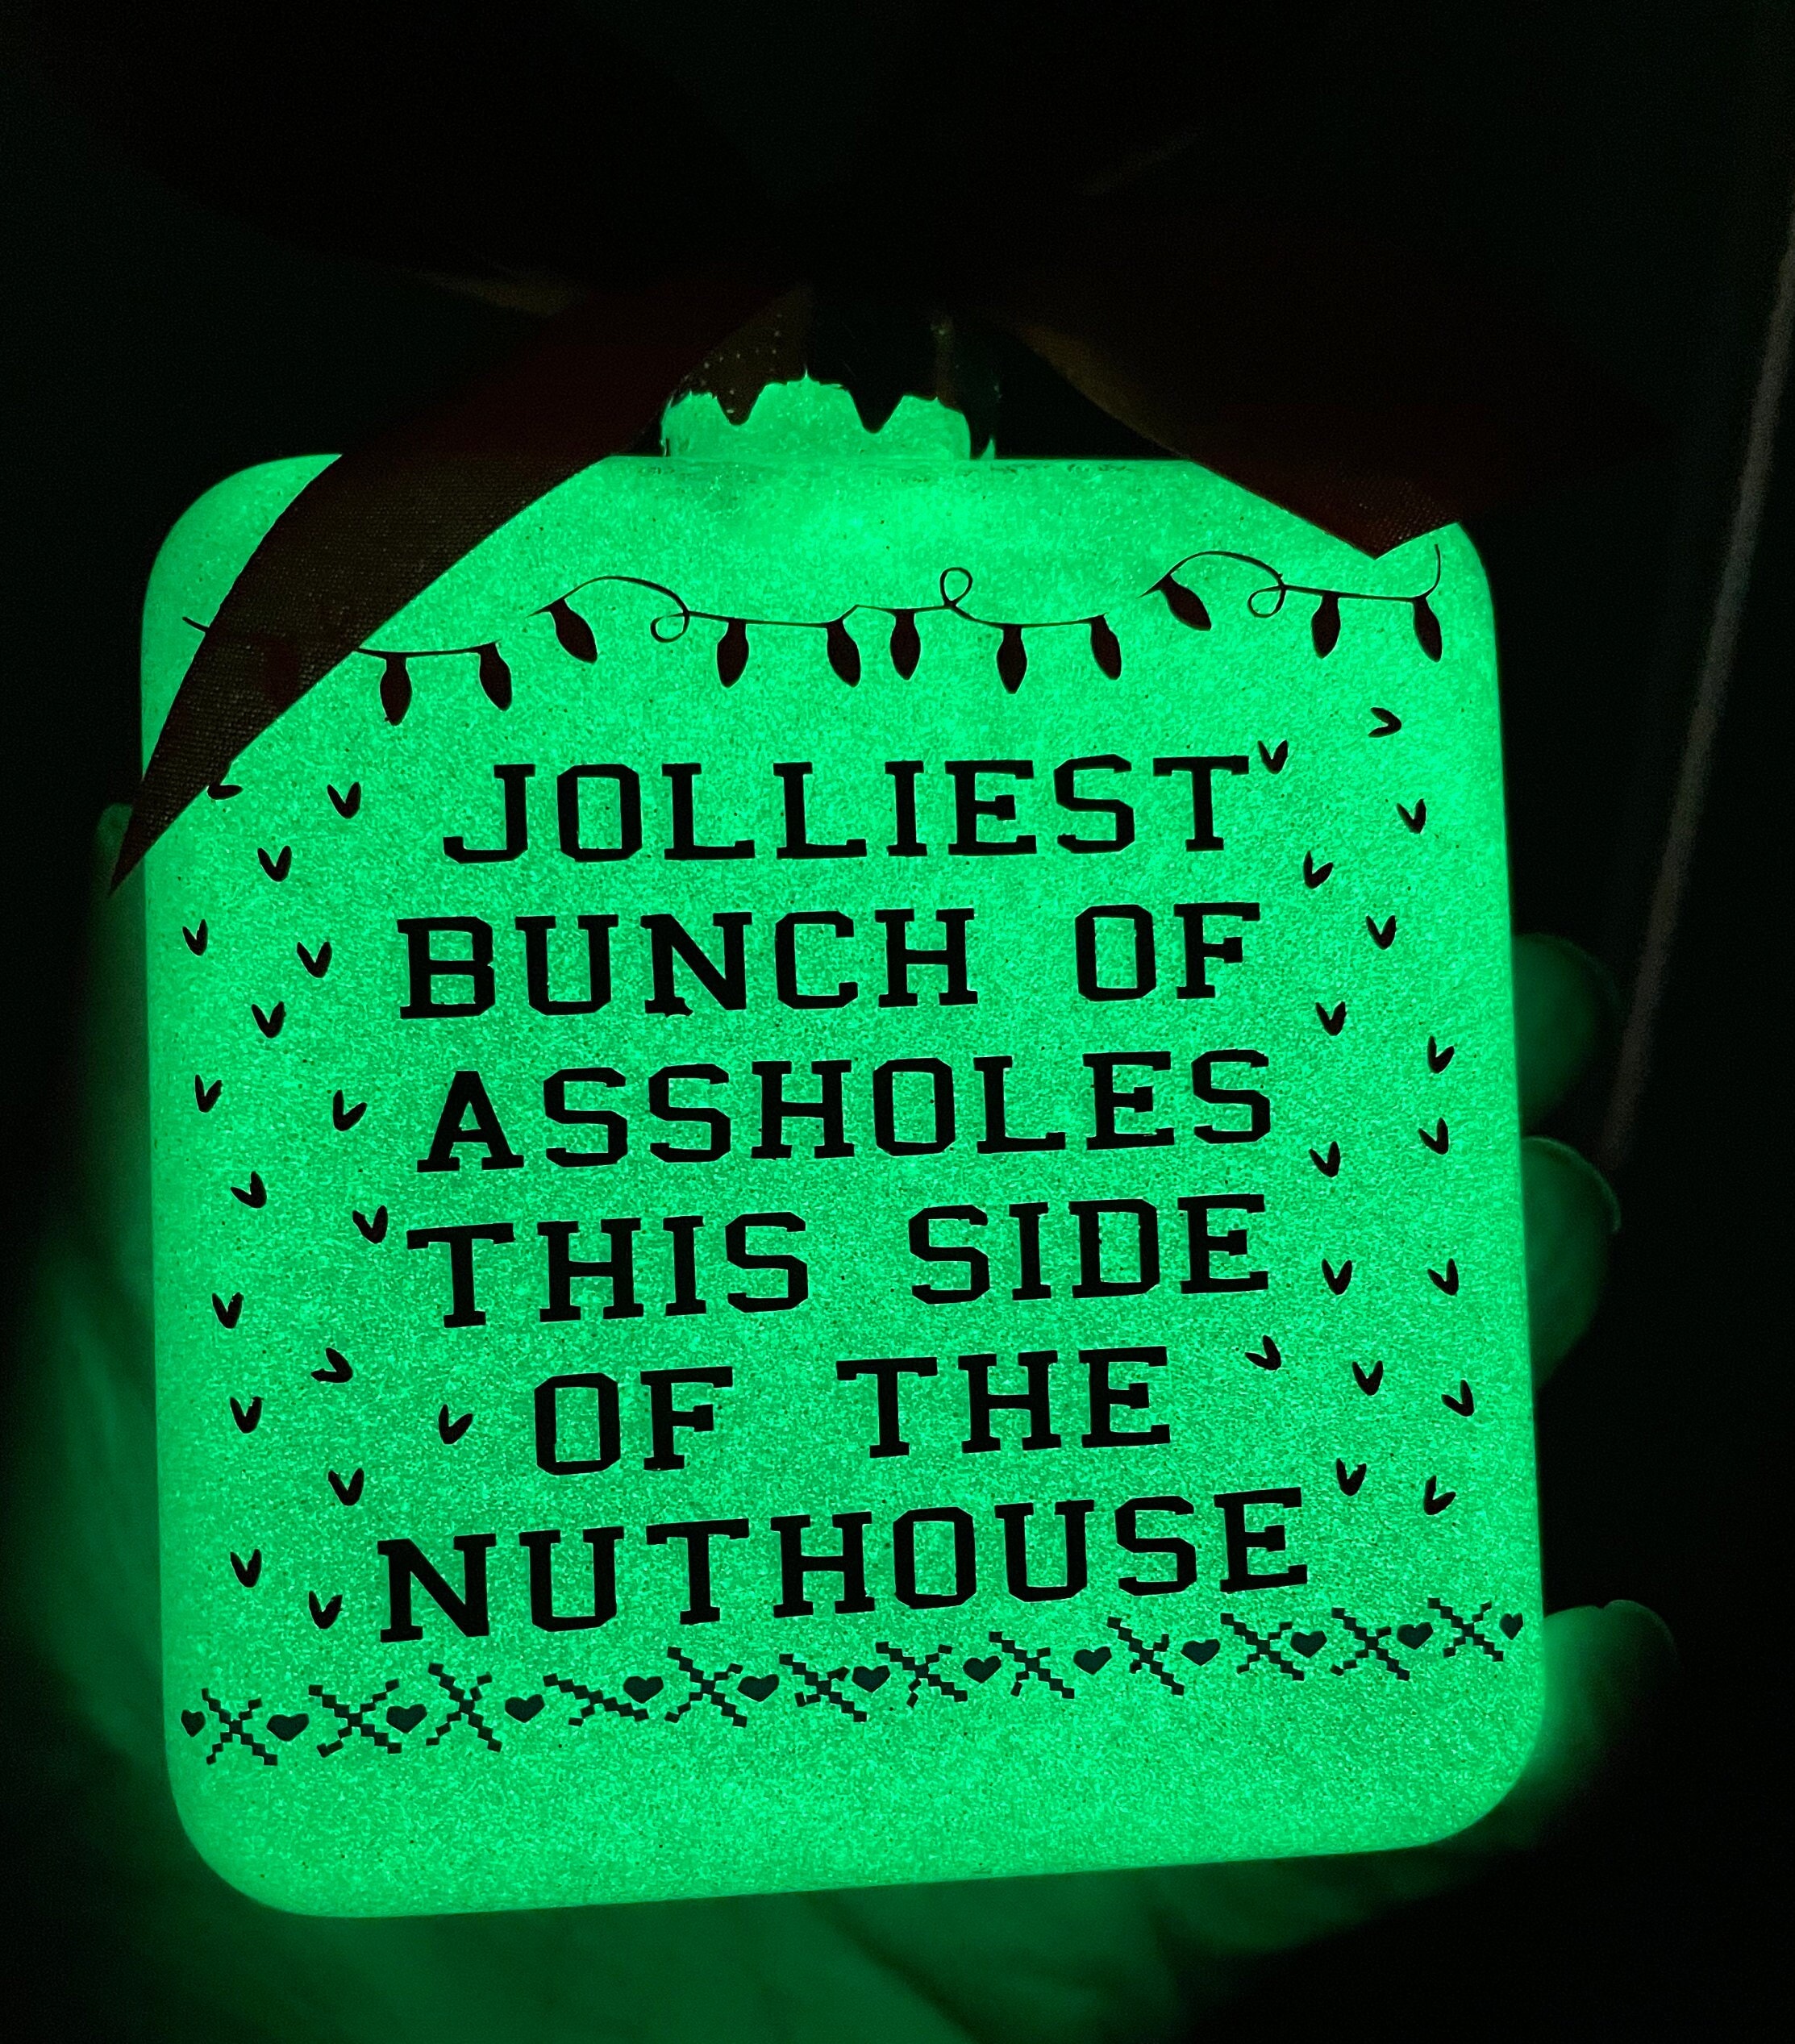 JOLLIEST
BUNCH OF
ASSHOLES
THIS SIDE
OF THE
NUTHOUSE